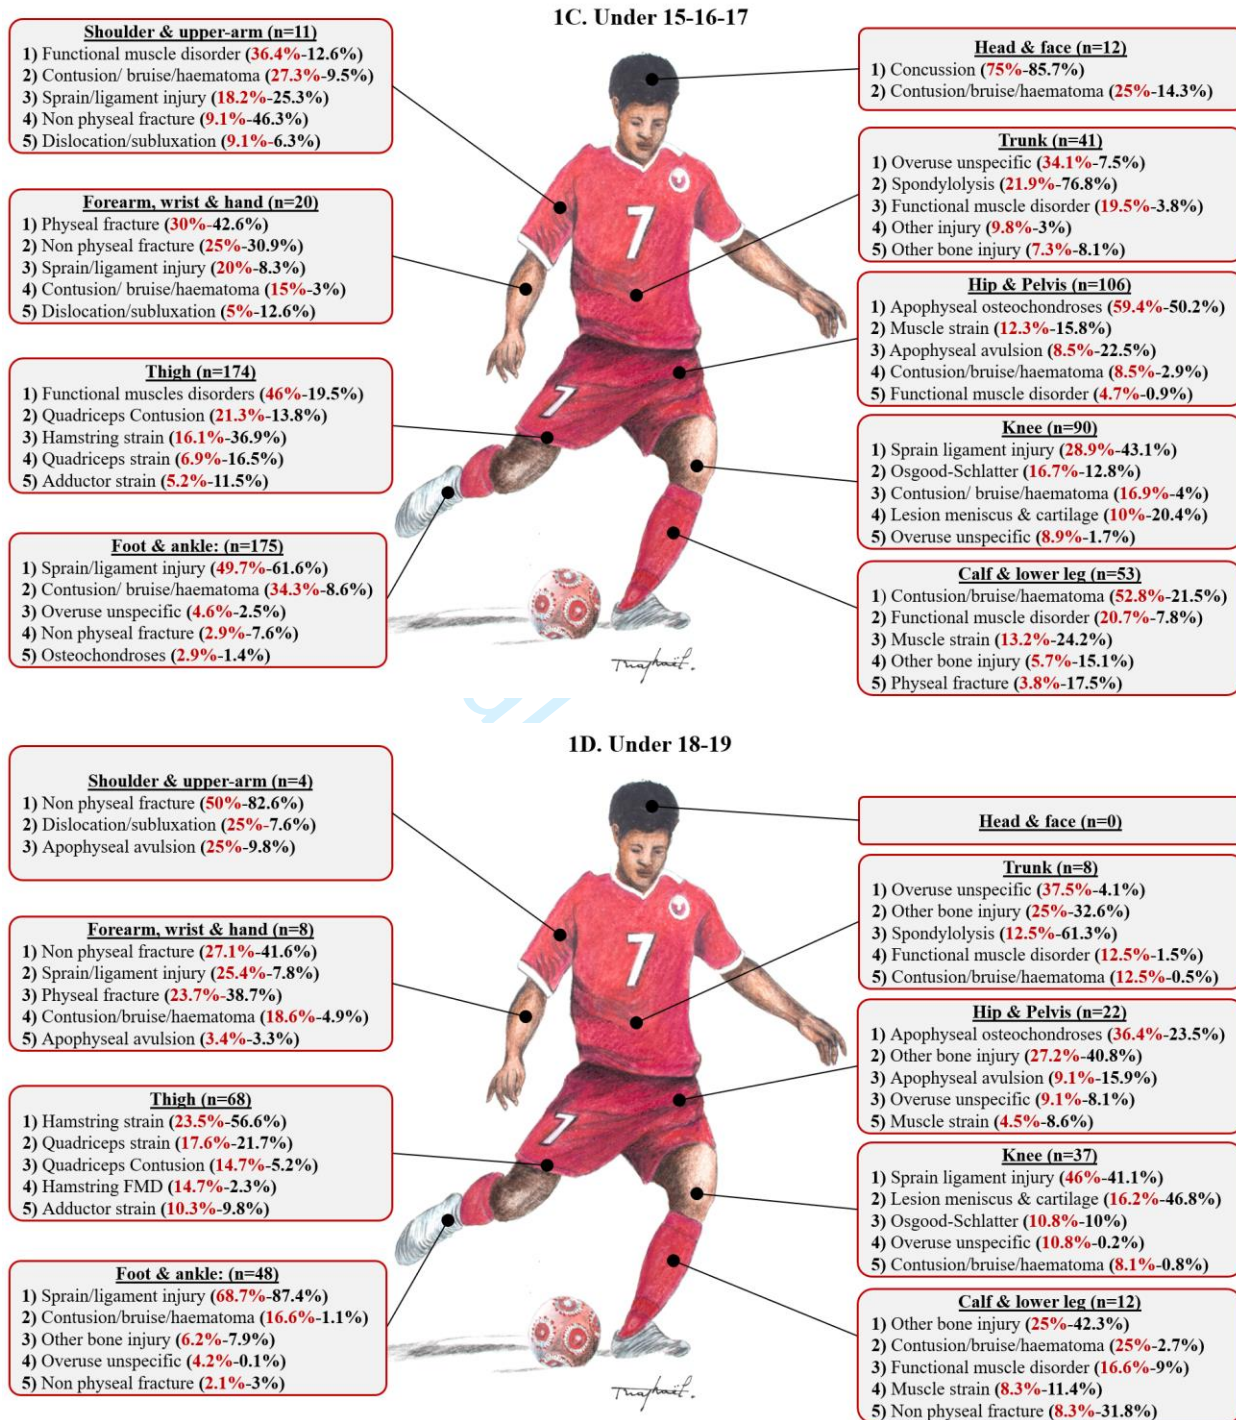 1C. Under 15-16-17
Shoulder & upper-arm (n=11)
1) Functional muscle disorder (36.4%-12.6%)
2) Contusion/ bruise/haematoma (27.3%-9.5%)
3) Sprain/ligament injury (18.2%-25.3%)
4) Non physeal fracture (9.1%-46.3%)
5) Dislocation/subluxation (9.1%-6.3%)
Forearm, wrist & hand (n=20)
1) Physeal fracture (30%-42.6%)
2) Non physeal fracture (25%-30.9%)
3) Sprain/ligament injury (20%-8.3%)
4) Contusion/ bruise/haematoma (15%-3%)
5) Dislocation/subluxation (5%-12.6%)
Thigh (n=174)
1) Functional muscles disorders (46%-19.5%)
2) Quadriceps Contusion (21.3%-13.8%)
3) Hamstring strain (16.1%-36.9%)
4) Quadriceps strain (6.9%-16.5%)
5) Adductor strain (5.2%-11.5%)
Foot & ankle: (n=175)
1) Sprain/ligament injury (49.7%-61.6%)
2) Contusion/ bruise/haematoma (34.3%-8.6%)
3) Overuse unspecific (4.6%-2.5%)
4) Non physeal fracture (2.9%-7.6%)
5) Osteochondroses (2.9%-1.4%)
Head & face (n=12)
1) Concussion (75%-85.7%)
2) Contusion/bruise/haematoma (25%-14.3%)
Trunk (n=41)
1) Overuse unspecific (34.1%-7.5%)
2) Spondylolysis (21.9%-76.8%)
3) Functional muscle disorder (19.5%-3.8%)
4) Other injury (9.8%-3%)
5) Other bone injury (7.3%-8.1%)
Hip & Pelvis (n=106)
1) Apophyseal osteochondroses (59.4%-50.2%)
2) Muscle strain (12.3%-15.8%)
3) Apophyseal avulsion (8.5%-22.5%)
4) Contusion/bruise/haematoma (8.5%-2.9%)
5) Functional muscle disorder (4.7%-0.9%)
Knee (n=90)
1) Sprain ligament injury (28.9%-43.1%)
2) Osgood-Schlatter (16.7%-12.8%)
3) Contusion/ bruise/haematoma (16.9%-4%)
4) Lesion meniscus & cartilage (10%-20.4%)
5) Overuse unspecific (8.9%-1.7%)
Calf & lower leg (n=53)
1) Contusion/bruise/haematoma (52.8%-21.5%)
2) Functional muscle disorder (20.7%-7.8%)
3) Muscle strain (13.2%-24.2%)
4) Other bone injury (5.7%-15.1%)
5) Physeal fracture (3.8%-17.5%)
7
7
1D. Under 18-19
Shoulder & upper-arm (n=4)
1) Non physeal fracture (50%-82.6%)
2) Dislocation/subluxation (25%-7.6%)
3) Apophyseal avulsion (25%-9.8%)
Forearm, wrist & hand (n=8)
1) Non physeal fracture (27.1%-41.6%)
2) Sprain/ligament injury (25.4%-7.8%)
3) Physeal fracture (23.7%-38.7%)
4) Contusion/bruise/haematoma (18.6%-4.9%)
5) Apophyseal avulsion (3.4%-3.3%)
Thigh (n=68)
1) Hamstring strain (23.5%-56.6%)
2) Quadriceps strain (17.6%-21.7%)
3) Quadriceps Contusion (14.7%-5.2%)
4) Hamstring FMD (14.7%-2.3%)
5) Adductor strain (10.3%-9.8%)
Foot & ankle: (n=48)
1) Sprain/ligament injury (68.7%-87.4%)
2) Contusion/bruise/haematoma (16.6%-1.1%)
3) Other bone injury (6.2%-7.9%)
4) Overuse unspecific (4.2%-0.1%)
5) Non physeal fracture (2.1%-3%)
Head & face (n=0)
Trunk (n=8)
1) Overuse unspecific (37.5%-4.1%)
2) Other bone injury (25%-32.6%)
3) Spondylolysis (12.5%-61.3%)
4) Functional muscle disorder (12.5%-1.5%)
5) Contusion/bruise/haematoma (12.5%-0.5%)
Hip & Pelvis (n=22)
1) Apophyseal osteochondroses (36.4%-23.5%)
2) Other bone injury (27.2%-40.8%)
3) Apophyseal avulsion (9.1%-15.9%)
3) Overuse unspecific (9.1%-8.1%)
5) Muscle strain (4.5%-8.6%)
Knee (n=37)
1) Sprain ligament injury (46%-41.1%)
2) Lesion meniscus & cartilage (16.2%-46.8%)
3) Osgood-Schlatter (10.8%-10%)
4) Overuse unspecific (10.8%-0.2%)
5) Contusion/bruise/haematoma (8.1%-0.8%)
Calf & lower leg (n=12)
1) Other bone injury (25%-42.3%)
2) Contusion/bruise/haematoma (25%-2.7%)
3) Functional muscle disorder (16.6%-9%)
4) Muscle strain (8.3%-11.4%)
5) Non physeal fracture (8.3%-31.8%)
7
7